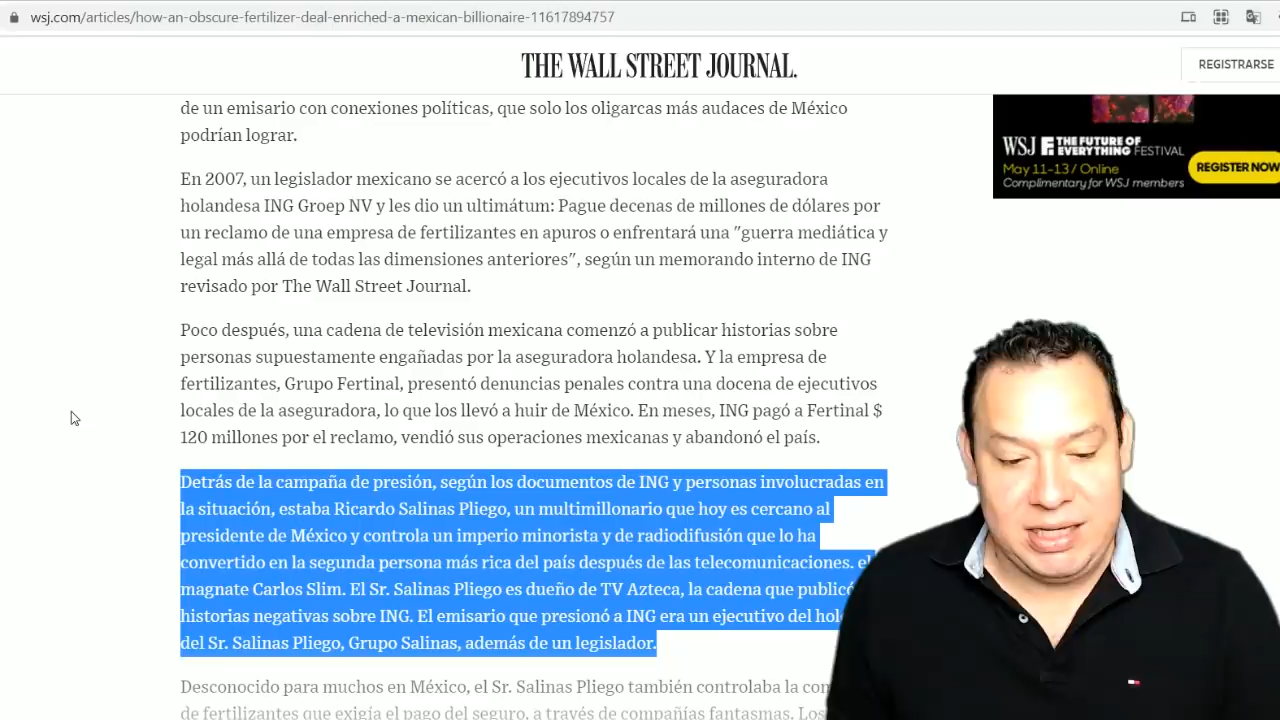 wsj.com/articles/how-an-obscure-fertilizer-deal-enriched-a-mexican-billionaire-11617894757
THE WALL STREET JOURNAL.
REGISTRARSE
de un emisario con conexiones políticas, que solo los oligarcas más audaces de México
podrían lograr.
En 2007, un legislador mexicano se acercó a los ejecutivos locales de la aseguradora
holandesa ING Groep NV y les dio un ultimátum: Pague decenas de millones de dólares por
un reclamo de una empresa de fertilizantes en apuros o enfrentará una "guerra mediática y
legal más allá de todas las dimensiones anteriores", según un memorando interno de ING
revisado por The Wall Street Journal.
Poco después, una cadena de televisión mexicana comenzó a publicar historias sobre
personas supuestamente engañadas por la aseguradora holandesa. Y la empresa de
fertilizantes, Grupo Fertinal, presentó denuncias penales contra una docena de ejecutivos
locales de la aseguradora, lo que los llevó a huir de México. En meses, ING pagó a Fertinal $
120 millones por el reclamo, vendió sus operaciones mexicanas y abandonó el país.
Detrás de la campaña de presión, según los documentos de ING y personas involucradas en
la situación, estaba Ricardo Salinas Pliego, un multimillonario que hoy es cercano al
presidente de México y controla un imperio minorista y de radiodifusión que lo ha
convertido en la segunda persona más rica del país después de las telecomunicaciones. el
magnate Carlos Slim. El Sr. Salinas Pliego es dueño de TV Azteca, la cadena que publicó
historias negativas sobre ING. El emisario que presionó a ING era un ejecutivo del
del Sr. Salinas Pliego, Grupo Salinas, además de un legislador.
Desconocido para muchos en México, el Sr. Salinas Pliego también controlaba la
de fertilizantes que exigía el pago del seguro, a través de compañías fantasmas. Los
WSJ THE FUTURE OF
EVERYTHING FESTIVAL
May 11-13 / Online
Complimentary for WSJ members
REGISTER NOW